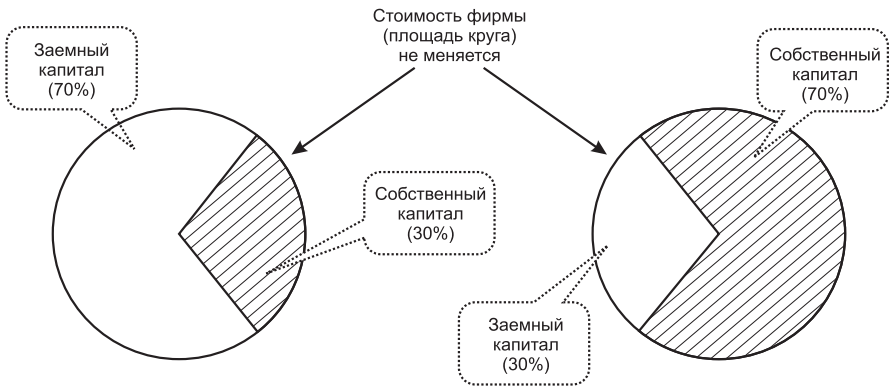 Стоимость фирмы
(площадь круга)
не меняется
Заемный
капитал
(70%)
Собственный
капитал
(30%)
Собственный
капитал
(70%)
Заемный
капитал
(30%)